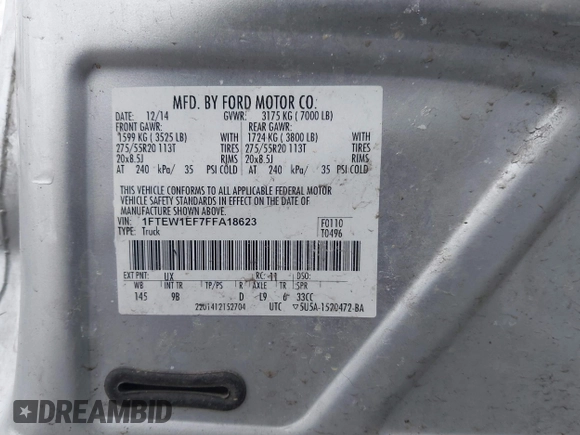 MFD. BY FORD MOTOR CO.
DATE: 12/14 GVWR: 3175 KG ( 7000 LB)
FRONT GAWR: REAR GAWR:
1599 KG ( 3525 LB) WITH 1724 KG ( 3800 LB) WITH
275/55R20 113T TIRES 275/55R20 113T TIRES
20x8.5J RIMS 20x8.5J RIMS
AT 240 kPa/ 35 PSI COLD AT 240 kPa/ 35 PSI COLD
THIS VEHICLE CONFORMS TO ALL APPLICABLE FEDERAL MOTOR
VEHICLE SAFETY STANDARDS IN EFFECT ON THE DATE OF
MANUFACTURE SHOWN ABOVE.
VIN: 1FTEW1EF7FFA18623 F0110
TYPE: Truck T0496
EXT PNT: UX RC: 11 DSO:
WB INT TR TP/PS R AXLE TR SPR
145 9B D L9 6 33CC
2201412152704 UTC ▽5U5A-1520472-BA
DREAMBID